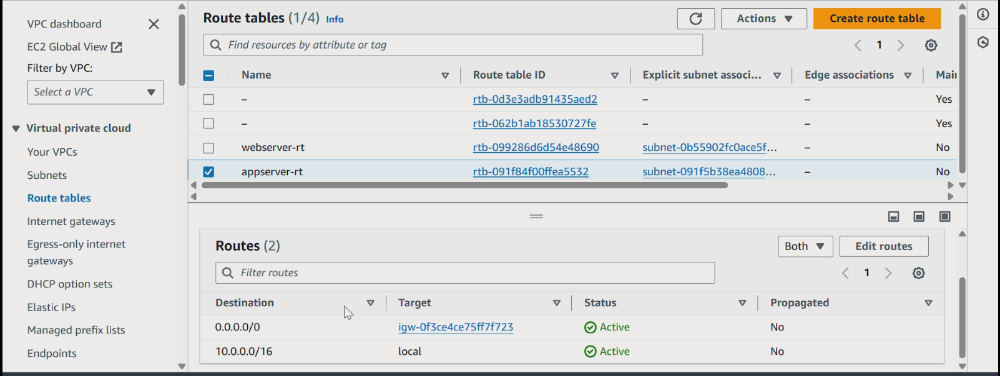 VPC dashboard
EC2 Global View
Filter by VPC:
Select a VPC
Virtual private cloud
Your VPCs
Subnets
Route tables
Internet gateways
Egress-only internet
gateways
DHCP option sets
Elastic IPs
Managed prefix lists
Endpoints
Route tables (1/4) Info
Actions
Create route table
Find resources by attribute or tag
1
Name Route table ID Explicit subnet associ... Edge associations Mai
– rtb-0d3e3adb91435aed2 – – Yes
– rtb-062b1ab18530727fe – – Yes
webserver-rt rtb-099286d6d54e48690 subnet-0b55902fc0ace5f... – No
appserver-rt rtb-091f84f00ffea5532 subnet-091f5b38ea4808... – No
Routes (2)
Both
Edit routes
Filter routes
1
Destination Target Status Propagated
0.0.0.0/0 igw-0f3ce4ce75ff7f723 Active No
10.0.0.0/16 local Active No